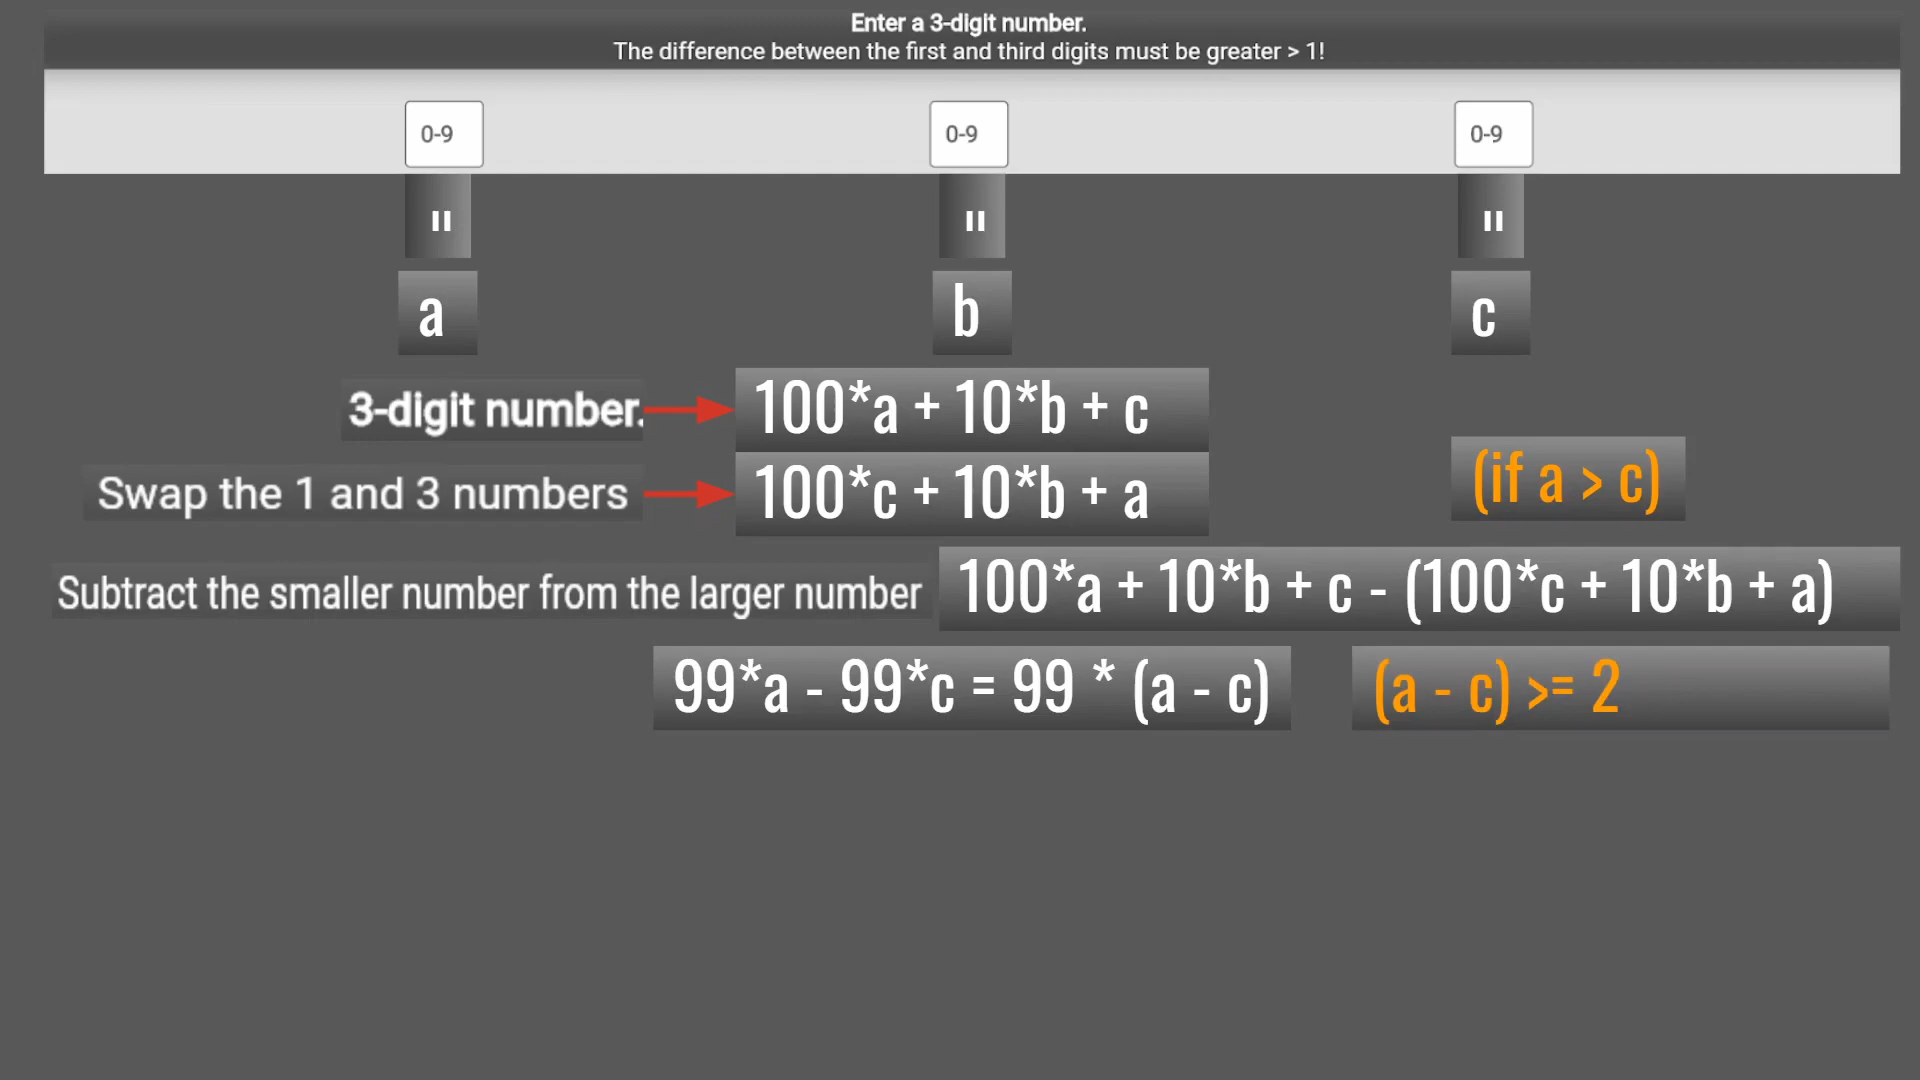 Enter a 3-digit number.
The difference between the first and third digits must be greater > 1!
0-9 0-9 0-9
= = =
a b c
3-digit number. 100*a + 10*b + c
Swap the 1 and 3 numbers 100*c + 10*b + a (if a > c)
Subtract the smaller number from the larger number 100*a + 10*b + c - (100*c + 10*b + a)
99*a - 99*c = 99 * (a - c) (a - c) >= 2